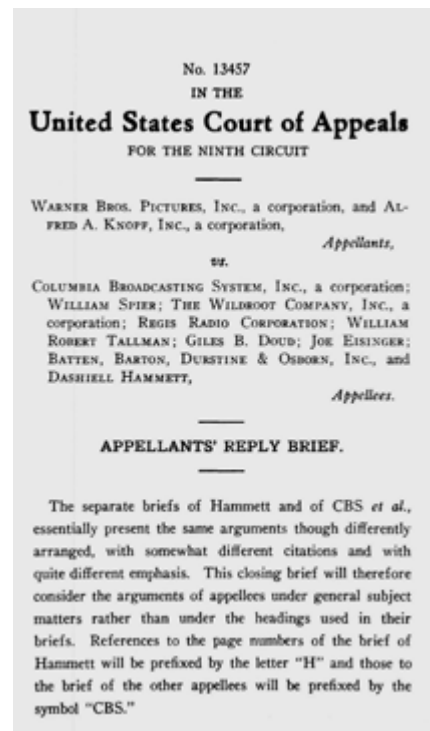 No. 13457
IN THE
United States Court of Appeals
FOR THE NINTH CIRCUIT
WARNER BROS. PICTURES, INC., a corporation, and AL-
FRED A. KNOPF, INC., a corporation,
Appellants,
vs.
COLUMBIA BROADCASTING SYSTEM, INC., a corporation;
WILLIAM SPIER; THE WILDROOT COMPANY, INC., a
corporation; REGIS RADIO CORPORATION; WILLIAM
ROBERT TALLMAN; GILES B. DOUD; JOE EISINGER;
BATTEN, BARTON, DURSTINE & OSBORN, INC., and
DASHIELL HAMMETT,
Appellees.
APPELLANTS' REPLY BRIEF.
The separate briefs of Hammett and of CBS et al.,
essentially present the same arguments though differently
arranged, with somewhat different citations and with
quite different emphasis. This closing brief will therefore
consider the arguments of appellees under general subject
matters rather than under the headings used in their
briefs. References to the page numbers of the brief of
Hammett will be prefixed by the letter "H" and those to
the brief of the other appellees will be prefixed by the
symbol "CBS."